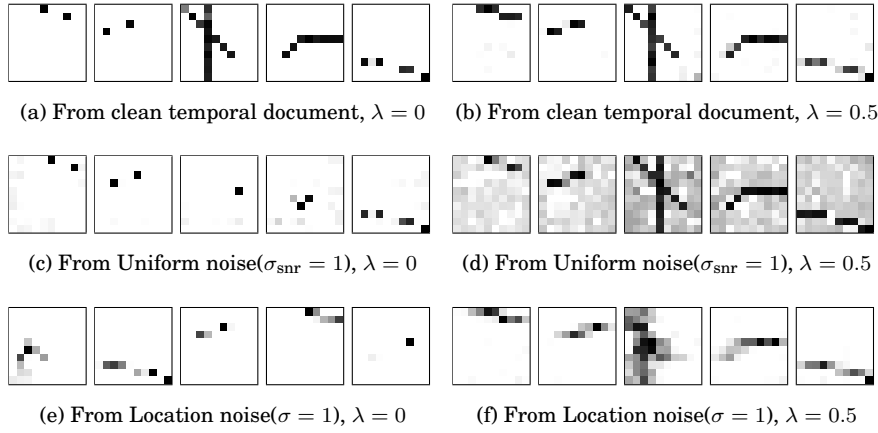 (a) From clean temporal document, λ = 0
(b) From clean temporal document, λ = 0.5
(c) From Uniform noise(σsnr = 1), λ = 0
(d) From Uniform noise(σsnr = 1), λ = 0.5
(e) From Location noise(σ = 1), λ = 0
(f) From Location noise(σ = 1), λ = 0.5